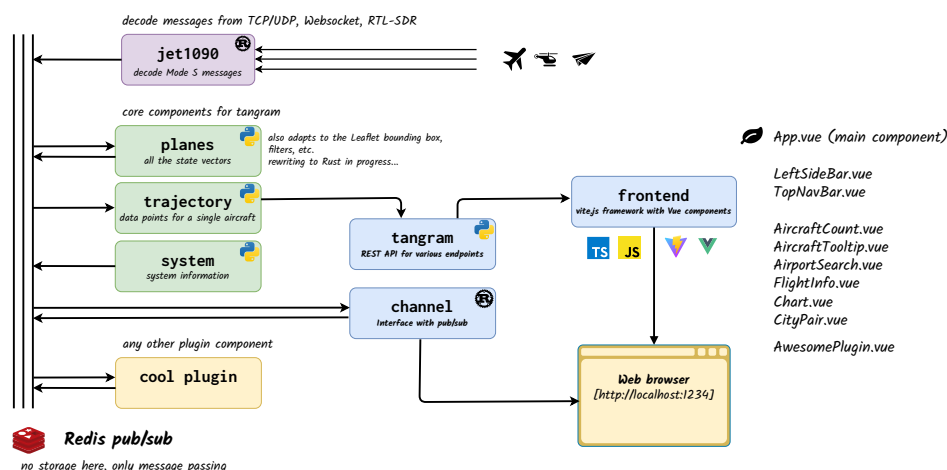 decode messages from TCP/UDP, Websocket, RTL-SDR
jet1090
decode Mode S messages
core components for tangram
planes
all the state vectors
also adapts to the Leaflet bounding box,
filters, etc.
rewriting to Rust in progress...
trajectory
data points for a single aircraft
system
system information
tangram
REST API for various endpoints
channel
Interface with pub/sub
any other plugin component
cool plugin
Redis pub/sub
no storage here, only message passing
frontend
vite.js framework with Vue components
TS
JS
Web browser
[http://localhost:1234]
App.vue (main component)
LeftSideBar.vue
TopNavBar.vue
AircraftCount.vue
AircraftTooltip.vue
AirportSearch.vue
FlightInfo.vue
Chart.vue
CityPair.vue
AwesomePlugin.vue